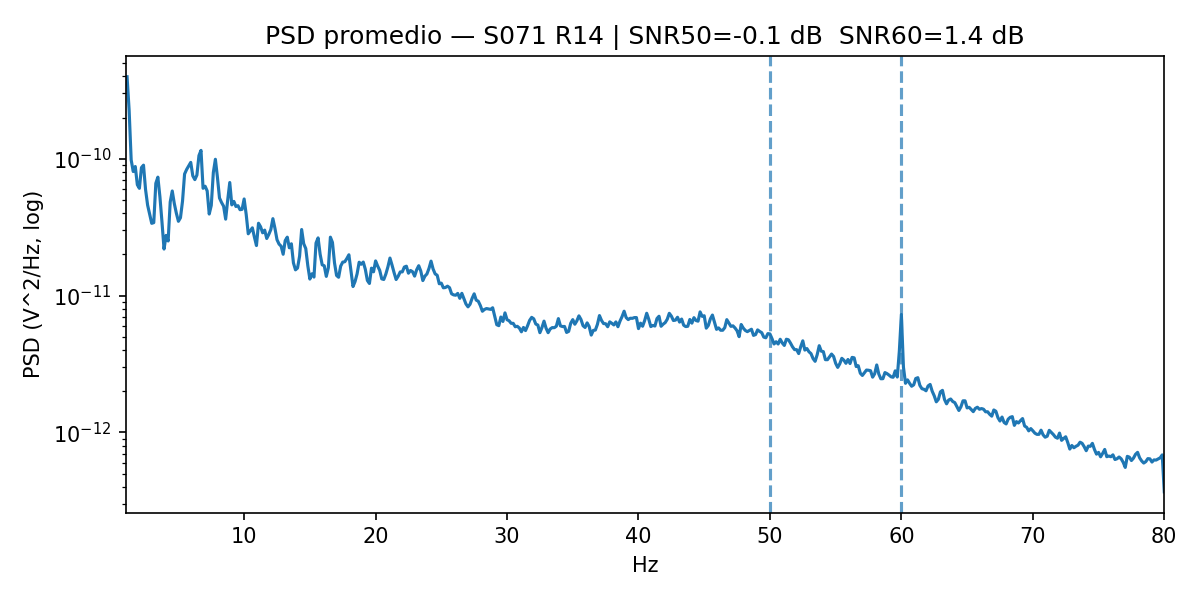 PSD promedio — S071 R14 | SNR50=-0.1 dB  SNR60=1.4 dB
PSD (V^2/Hz, log)
10⁻¹⁰
10⁻¹¹
10⁻¹²
10 20 30 40 50 60 70 80
Hz